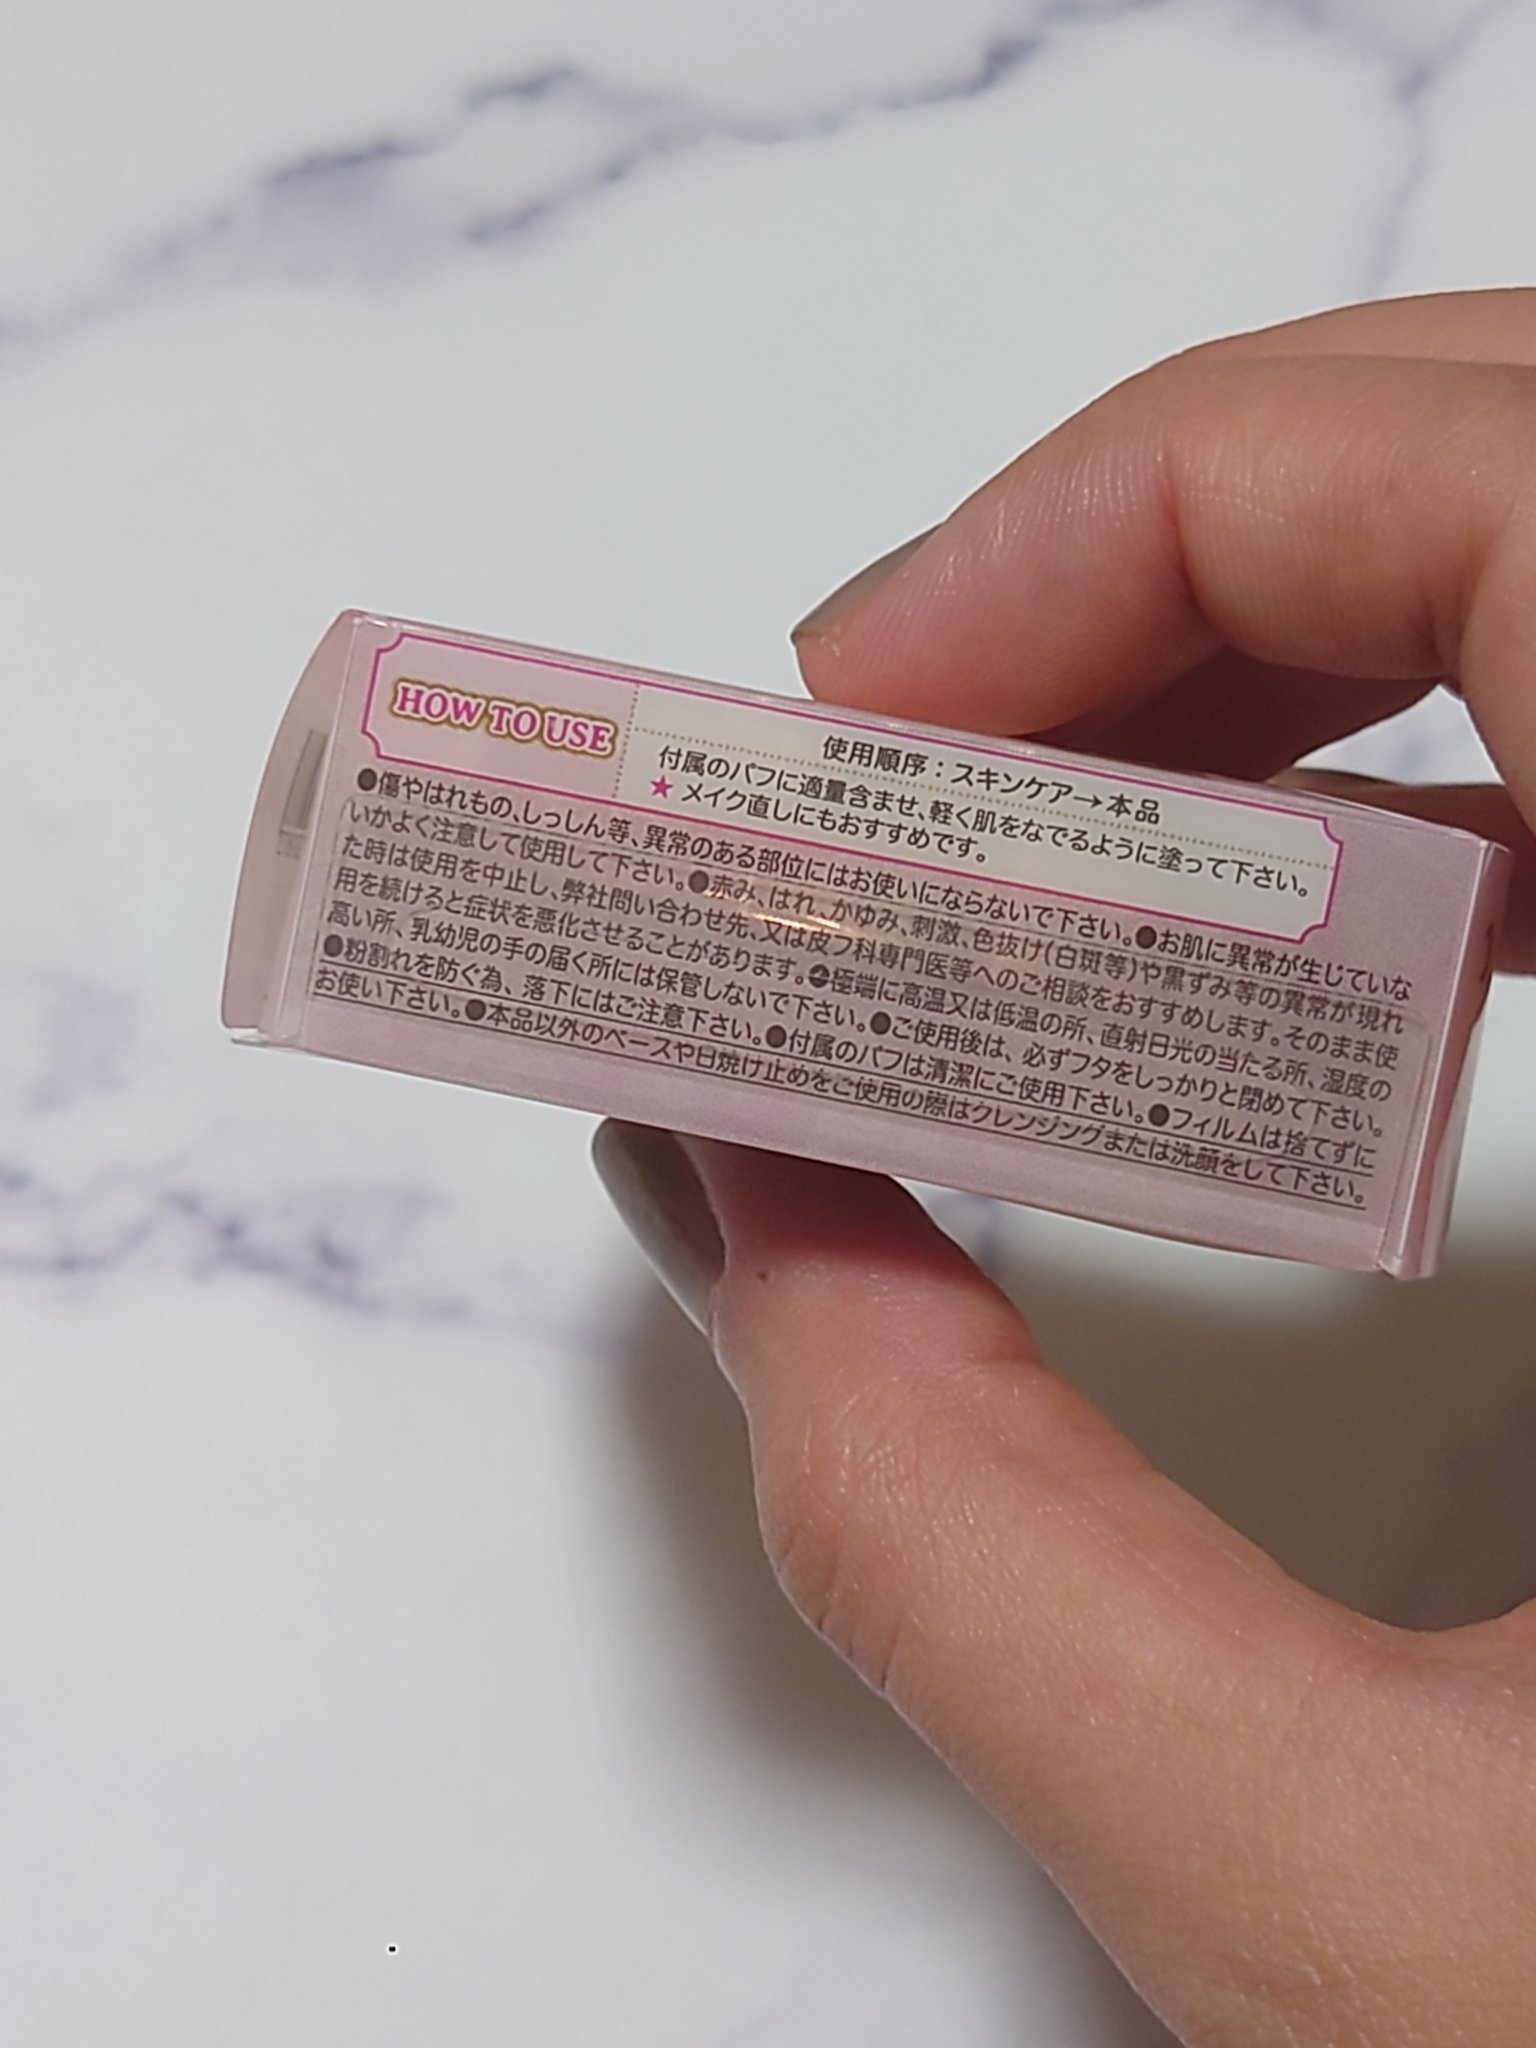 HOW TO USE
使用順序：スキンケア→本品
付属のパフに適量含ませ、軽く肌をなでるように塗って下さい。
★ メイク直しにもおすすめです。
●傷やはれもの、しっしん等、異常のある部位にはお使いにならないで下さい。●お肌に異常が生じていな
いかよく注意して使用して下さい。●赤み、はれ、かゆみ、刺激、色抜け(白斑等)や黒ずみ等の異常が現れ
た時は使用を中止し、弊社問い合わせ先、又は皮フ科専門医等へのご相談をおすすめします。そのまま使
用を続けると症状を悪化させることがあります。●極端に高温又は低温の所、直射日光の当たる所、湿度の
高い所、乳幼児の手の届く所には保管しないで下さい。●ご使用後は、必ずフタをしっかりと閉めて下さい。
●粉割れを防ぐ為、落下にはご注意下さい。●付属のパフは清潔にご使用下さい。●フィルムは捨てずに
お使い下さい。●本品以外のベースや日焼け止めをご使用の際はクレンジングまたは洗顔をして下さい。